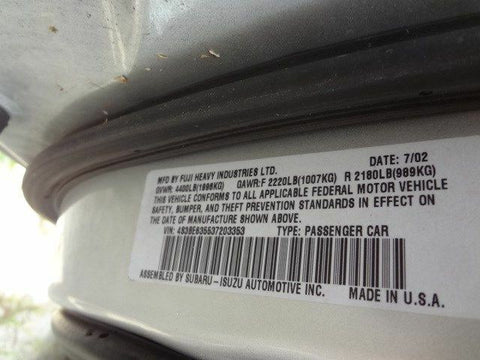 MFD BY FUJI HEAVY INDUSTRIES LTD. DATE: 7/02
GVWR: 4400LB(1996KG) GAWR:F 2220LB(1007KG) R 2180LB(989KG)
THIS VEHICLE CONFORMS TO ALL APPLICABLE FEDERAL MOTOR VEHICLE
SAFETY, BUMPER, AND THEFT PREVENTION STANDARDS IN EFFECT ON
THE DATE OF MANUFACTURE SHOWN ABOVE.
VIN: 4S3BE635537203353 TYPE: PASSENGER CAR
ASSEMBLED BY SUBARU-ISUZU AUTOMOTIVE INC. MADE IN U.S.A.